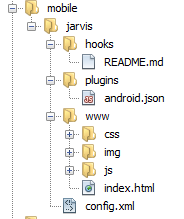 mobile
jarvis
hooks
README.md
plugins
android.json
www
css
img
js
index.html
config.xml